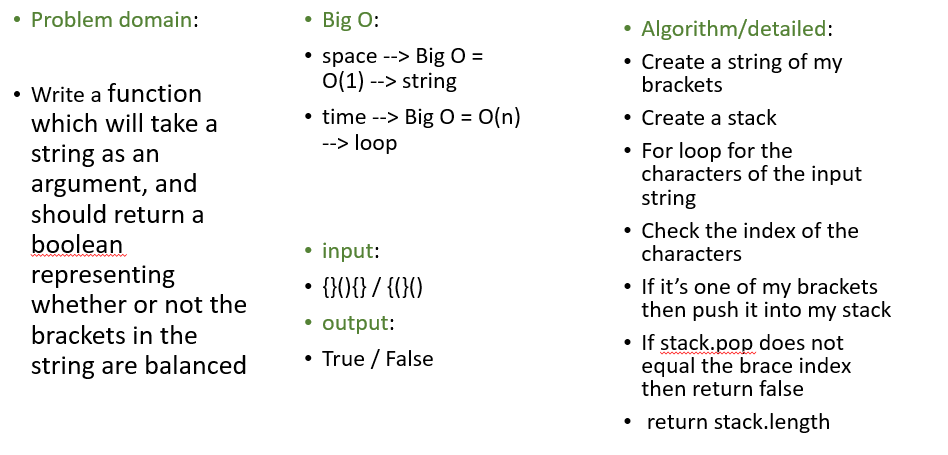 • Problem domain:
• Write a function
which will take a
string as an
argument, and
should return a
boolean
representing
whether or not the
brackets in the
string are balanced
• Big O:
• space --> Big O =
O(1) --> string
• time --> Big O = O(n)
--> loop
• input:
• {}(){} / {(}()
• output:
• True / False
• Algorithm/detailed:
• Create a string of my
brackets
• Create a stack
• For loop for the
characters of the input
string
• Check the index of the
characters
• If it’s one of my brackets
then push it into my stack
• If stack.pop does not
equal the brace index
then return false
• return stack.length